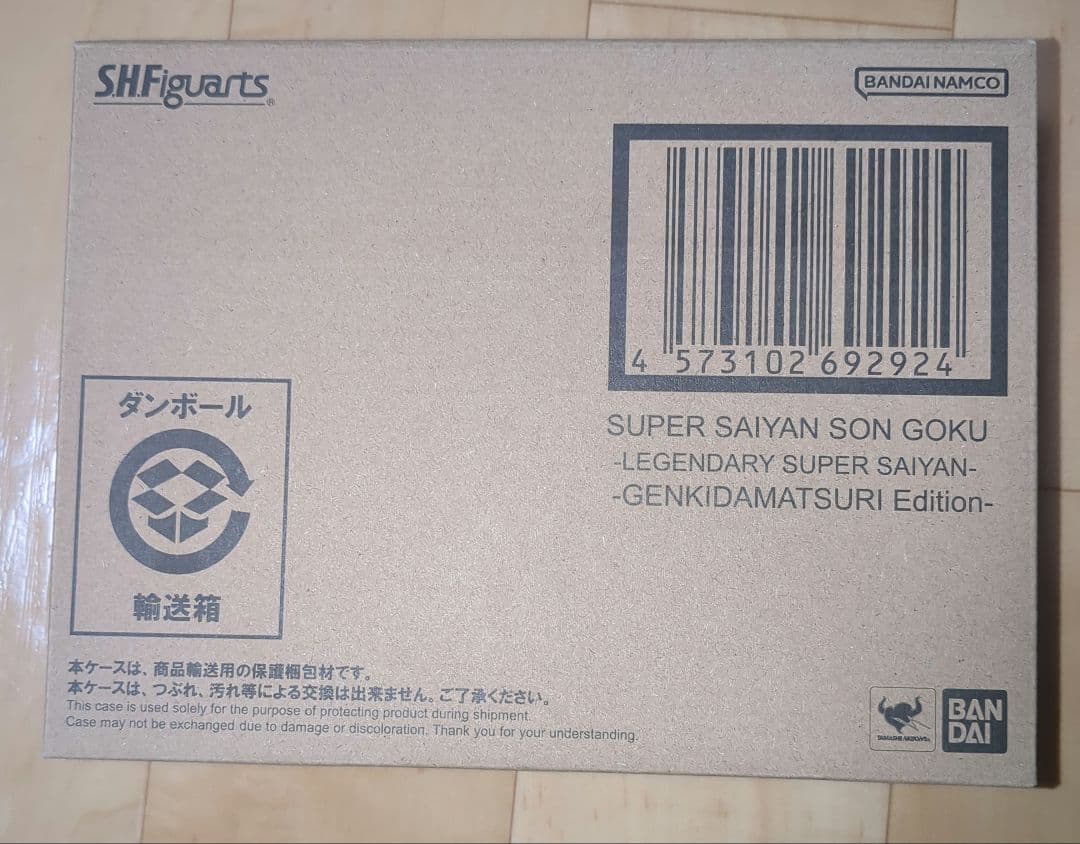 S.H.Figuarts®
BANDAI NAMCO
4 573102 692924
SUPER SAIYAN SON GOKU
-LEGENDARY SUPER SAIYAN-
-GENKIDAMATSURI Edition-
ダンボール
輸送箱
本ケースは、商品輸送用の保護梱包材です。
本ケースは、つぶれ、汚れ等による交換は出来ません。ご了承ください。
This case is used solely for the purpose of protecting product during shipment.
Case may not be exchanged due to damage or discoloration. Thank you for your understanding.
TAMASHII NATIONS
BAN
DAI